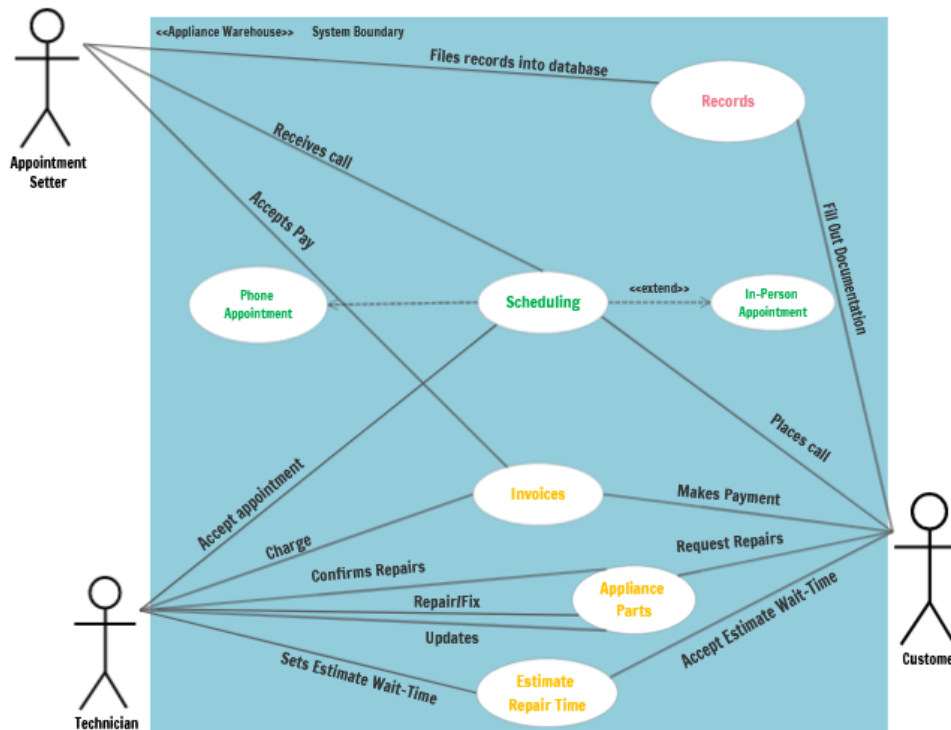 <<Appliance Warehouse>> System Boundary
Files records into database
Records
Appointment
Setter
Receives call
Accepts Pay
Fill Out Documentation
Phone
Appointment
Scheduling
<<extend>>
In-Person
Appointment
Places call
Accept appointment
Invoices
Makes Payment
Charge
Request Repairs
Confirms Repairs
Appliance
Parts
Repair/Fix
Updates
Accept Estimate Wait-Time
Sets Estimate Wait-Time
Estimate
Repair Time
Custome
Technician